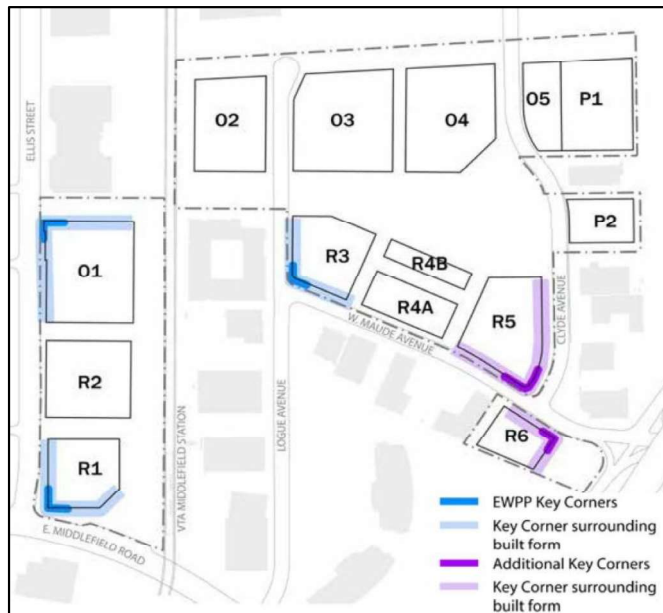 O2
O3
O4
O5
P1
P2
ELLIS STREET
O1
R3
R4B
R4A
R5
W. MAUDE AVENUE
CLYDE AVENUE
R2
R1
R6
VTA MIDDLEFIELD STATION
LOGUE AVENUE
E. MIDDLEFIELD ROAD
EWPP Key Corners
Key Corner surrounding
built form
Additional Key Corners
Key Corner surrounding
built form